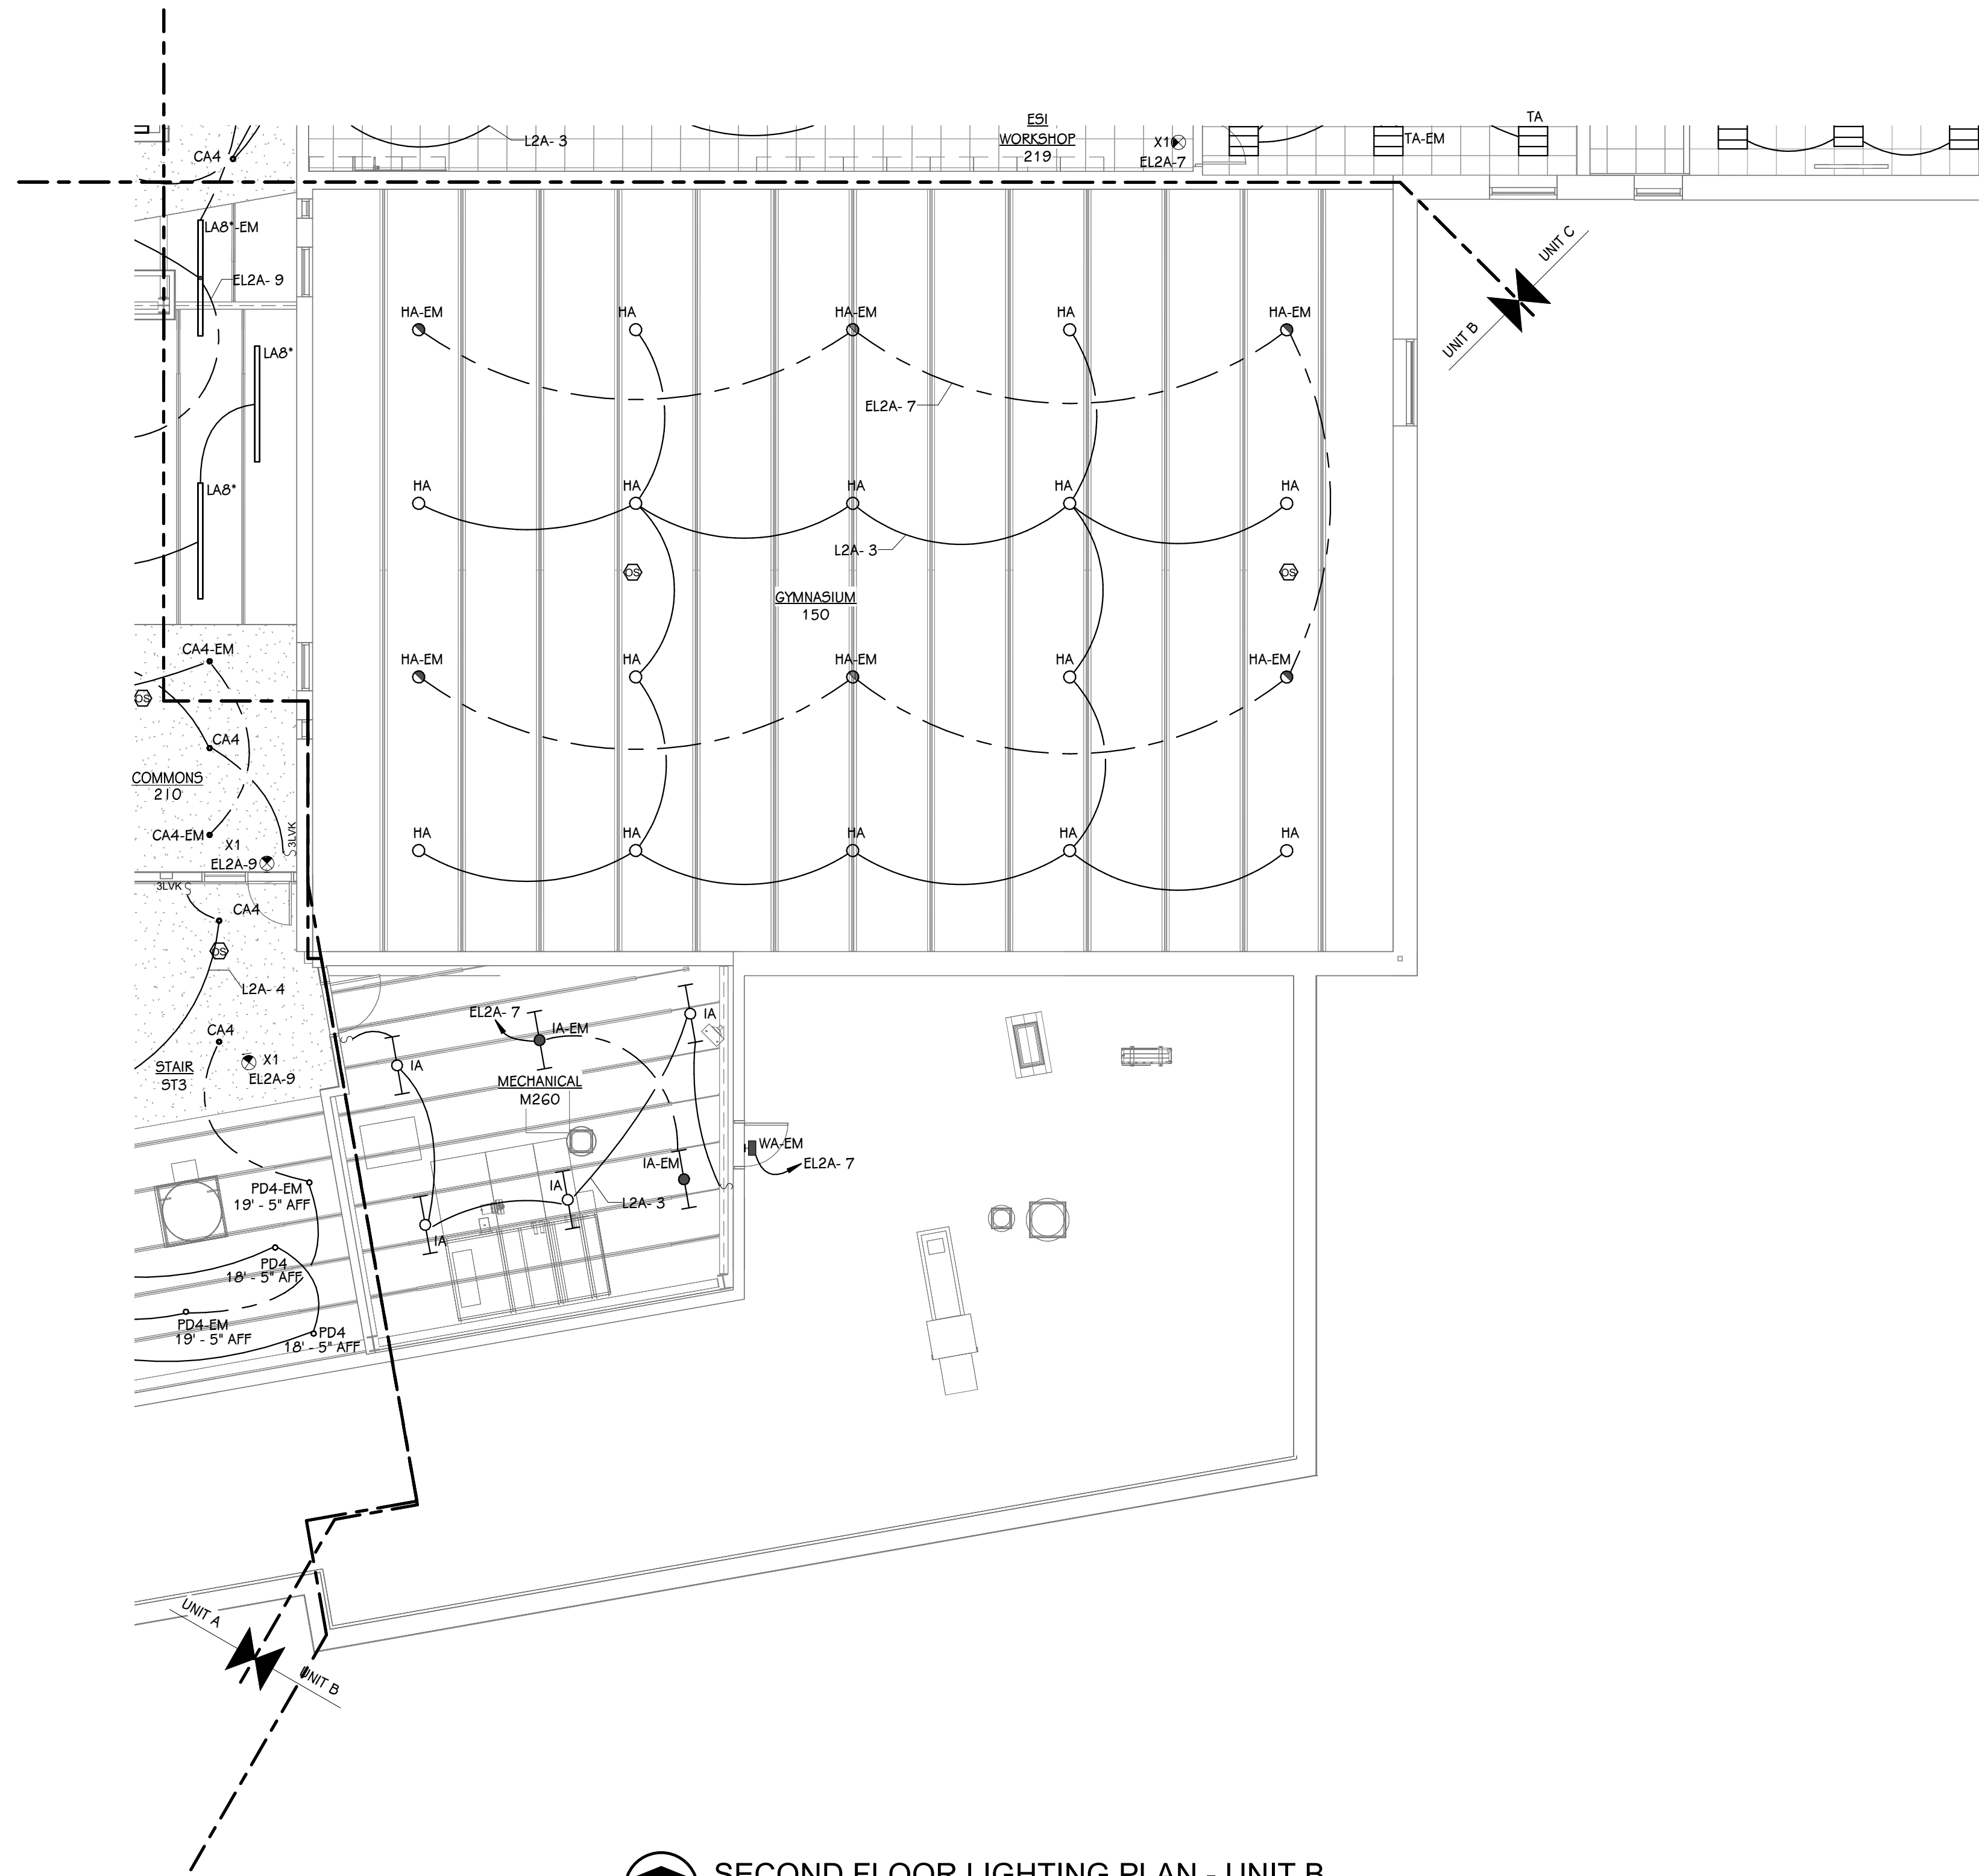 ESI
WORKSHOP
219
L2A- 3
X1
EL2A-7
TA
TA-EM
CA4
LA8*-EM
EL2A- 9
LA8*
LA8*
UNIT C
UNIT B
HA-EM
HA
HA-EM
HA
HA-EM
EL2A- 7
HA
HA
HA
HA
HA
L2A- 3
OS
OS
GYMNASIUM
150
HA-EM
HA
HA-EM
HA
HA-EM
HA
HA
HA
HA
HA
CA4-EM
OS
CA4
COMMONS
210
CA4-EM
X1
EL2A-9
S 3LVK
3LVK S
CA4
OS
L2A- 4
CA4
X1
EL2A-9
STAIR
ST3
EL2A- 7
IA-EM
IA
S
IA
MECHANICAL
M260
IA-EM
IA
L2A- 3
S
IA
WA-EM
EL2A- 7
PD4-EM
19' - 5" AFF
PD4
18' - 5" AFF
PD4-EM
19' - 5" AFF
PD4
18' - 5" AFF
UNIT A
UNIT B
SECOND FLOOR LIGHTING PLAN - UNIT B